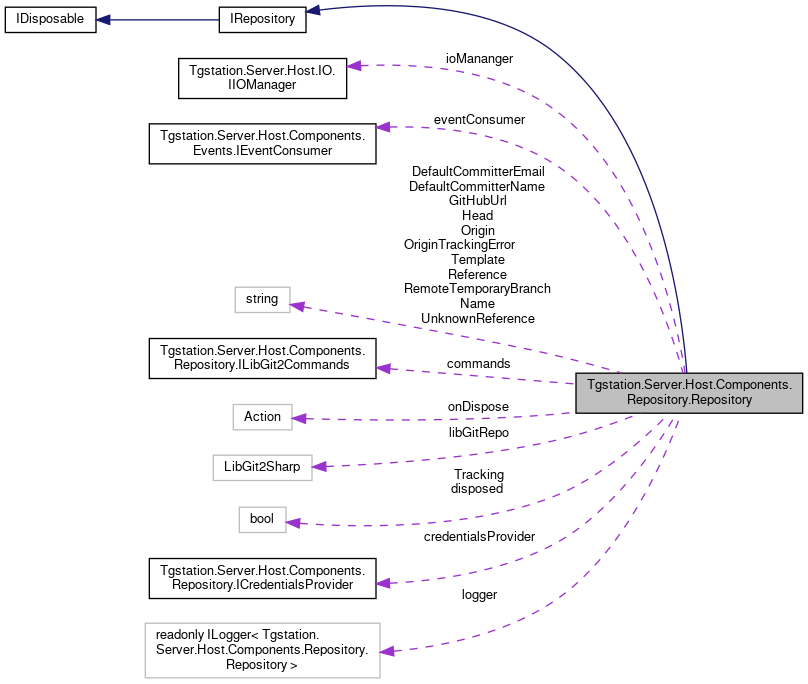 IDisposable
IRepository
ioMananger
Tgstation.Server.Host.IO.
IIOManager
eventConsumer
Tgstation.Server.Host.Components.
Events.IEventConsumer
DefaultCommitterEmail
DefaultCommitterName
GitHubUrl
Head
Origin
OriginTrackingError
Template
Reference
RemoteTemporaryBranch
Name
UnknownReference
string
Tgstation.Server.Host.Components.
Repository.ILibGit2Commands
commands
Tgstation.Server.Host.Components.
Repository.Repository
Action
onDispose
libGitRepo
LibGit2Sharp
Tracking
disposed
bool
credentialsProvider
Tgstation.Server.Host.Components.
Repository.ICredentialsProvider
logger
readonly ILogger< Tgstation.
Server.Host.Components.Repository.
Repository >